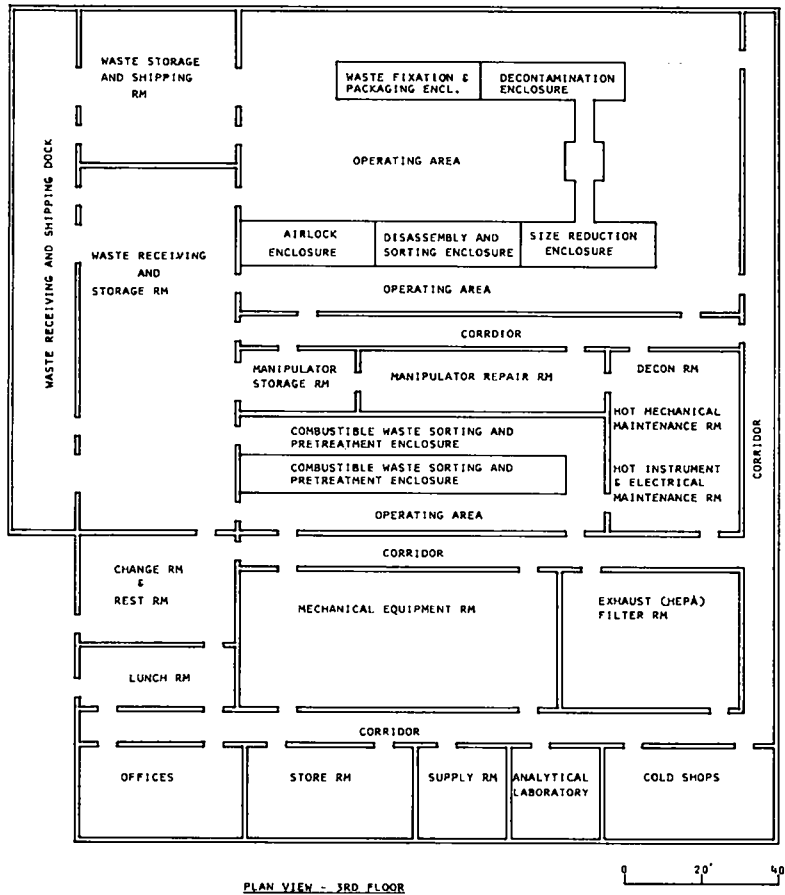 WASTE STORAGE
AND SHIPPING
RM
WASTE FIXATION &
PACKAGING ENCL.
DECONTAMINATION
ENCLOSURE
OPERATING AREA
WASTE RECEIVING AND SHIPPING DOCK
WASTE RECEIVING
AND
STORAGE RM
AIRLOCK
ENCLOSURE
DISASSEMBLY AND
SORTING ENCLOSURE
SIZE REDUCTION
ENCLOSURE
OPERATING AREA
CORRDIOR
MANIPULATOR
STORAGE RM
MANIPULATOR REPAIR RM
DECON RM
HOT MECHANICAL
MAINTENANCE RM
COMBUSTIBLE WASTE SORTING AND
PRETREATMENT ENCLOSURE
COMBUSTIBLE WASTE SORTING AND
PRETREATMENT ENCLOSURE
HOT INSTRUMENT
& ELECTRICAL
MAINTENANCE RM
CORRIDOR
OPERATING AREA
CORRIDOR
CHANGE RM
&
REST RM
MECHANICAL EQUIPMENT RM
EXHAUST (HEPA)
FILTER RM
LUNCH RM
CORRIDOR
OFFICES
STORE RM
SUPPLY RM
ANALYTICAL
LABORATORY
COLD SHOPS
0 20' 40
PLAN VIEW - 3RD FLOOR